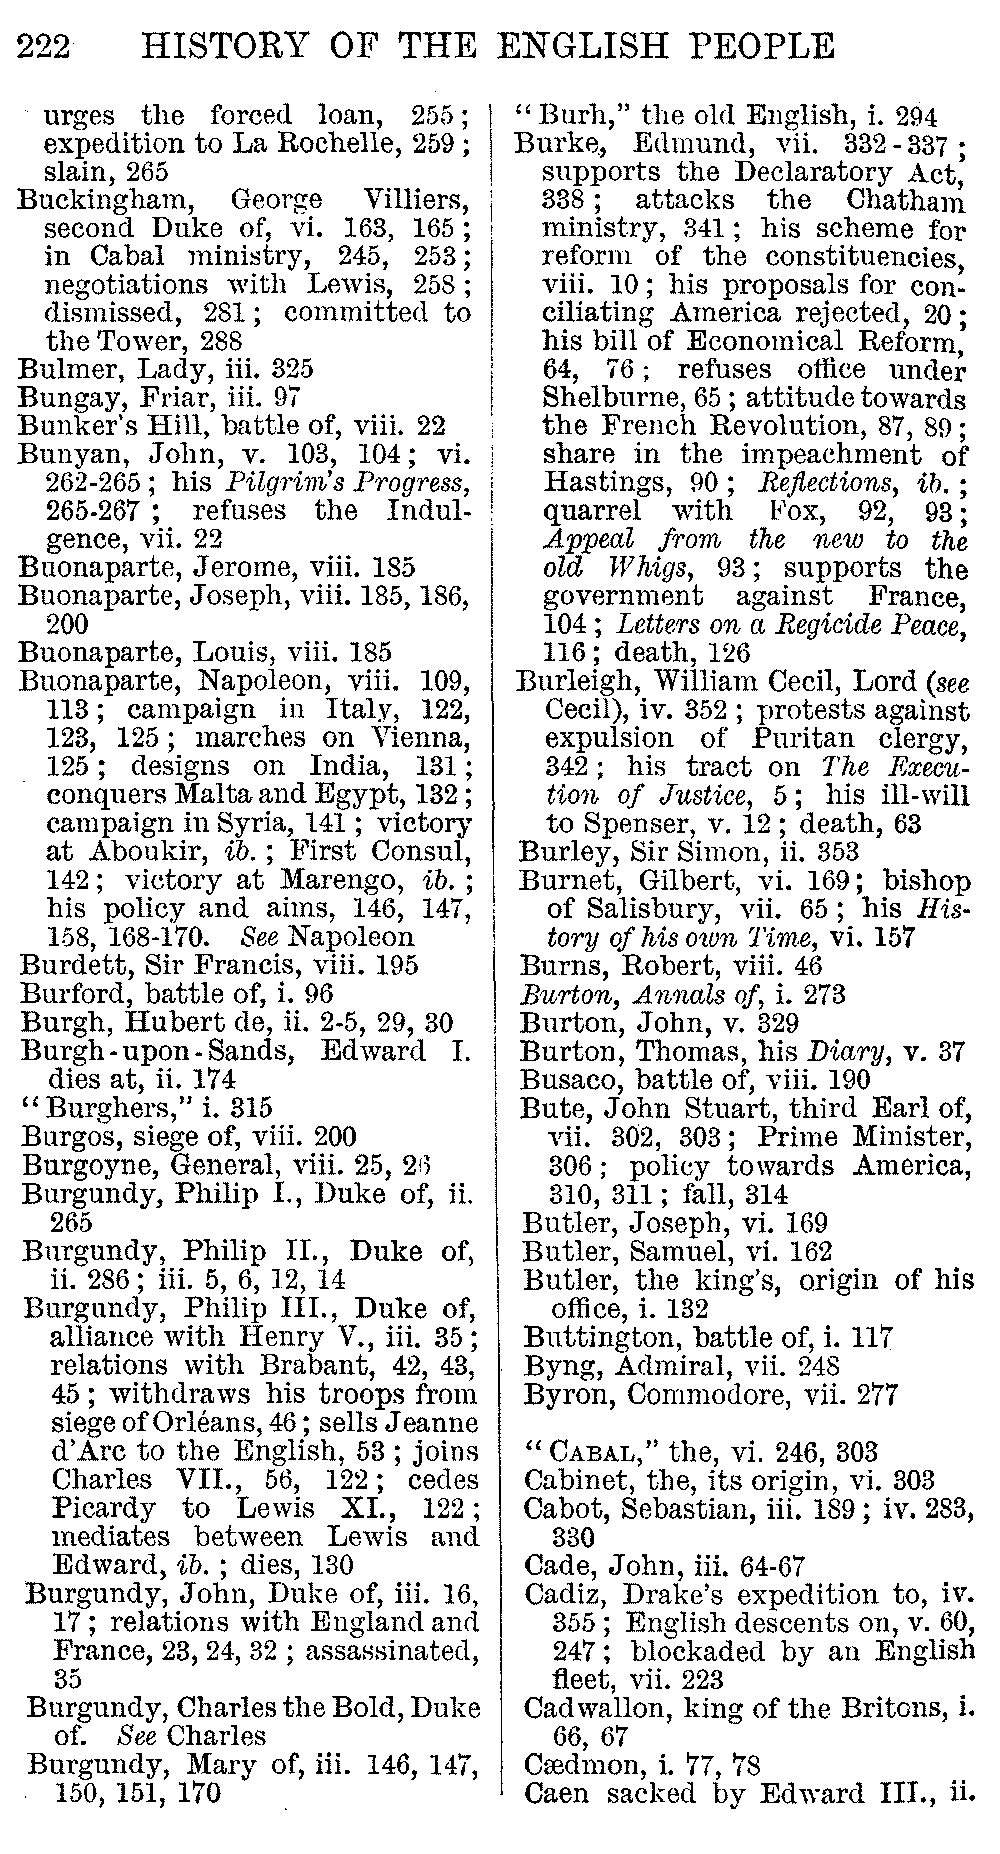 222 HISTORY OF THE ENGLISH PEOPLE
urges the forced loan, 255;
expedition to La Rochelle, 259;
slain, 265
Buckingham, George Villiers,
second Duke of, vi. 163, 165;
in Cabal ministry, 245, 253;
negotiations with Lewis, 258;
dismissed, 281; committed to
the Tower, 288
Bulmer, Lady, iii. 325
Bungay, Friar, iii. 97
Bunker's Hill, battle of, viii. 22
Bunyan, John, v. 103, 104; vi.
262-265; his Pilgrim's Progress,
265-267; refuses the Indul-
gence, vii. 22
Buonaparte, Jerome, viii. 185
Buonaparte, Joseph, viii. 185, 186,
200
Buonaparte, Louis, viii. 185
Buonaparte, Napoleon, viii. 109,
113; campaign in Italy, 122,
123, 125; marches on Vienna,
125; designs on India, 131;
conquers Malta and Egypt, 132;
campaign in Syria, 141; victory
at Aboukir, ib.; First Consul,
142; victory at Marengo, ib.;
his policy and aims, 146, 147,
158, 168-170. See Napoleon
Burdett, Sir Francis, viii. 195
Burford, battle of, i. 96
Burgh, Hubert de, ii. 2-5, 29, 30
Burgh-upon-Sands, Edward I.
dies at, ii. 174
"Burghers," i. 315
Burgos, siege of, viii. 200
Burgoyne, General, viii. 25, 26
Burgundy, Philip I., Duke of, ii.
265
Burgundy, Philip II., Duke of,
ii. 286; iii. 5, 6, 12, 14
Burgundy, Philip III., Duke of,
alliance with Henry V., iii. 35;
relations with Brabant, 42, 43,
45; withdraws his troops from
siege of Orléans, 46; sells Jeanne
d'Arc to the English, 53; joins
Charles VII., 56, 122; cedes
Picardy to Lewis XI., 122;
mediates between Lewis and
Edward, ib.; dies, 130
Burgundy, John, Duke of, iii. 16,
17; relations with England and
France, 23, 24, 32; assassinated,
35
Burgundy, Charles the Bold, Duke
of. See Charles
Burgundy, Mary of, iii. 146, 147,
150, 151, 170
"Burh," the old English, i. 294
Burke, Edmund, vii. 332-337;
supports the Declaratory Act,
338; attacks the Chatham
ministry, 341; his scheme for
reform of the constituencies,
viii. 10; his proposals for con-
ciliating America rejected, 20;
his bill of Economical Reform,
64, 76; refuses office under
Shelburne, 65; attitude towards
the French Revolution, 87, 89;
share in the impeachment of
Hastings, 90; Reflections, ib.;
quarrel with Fox, 92, 93;
Appeal from the new to the
old Whigs, 93; supports the
government against France,
104; Letters on a Regicide Peace,
116; death, 126
Burleigh, William Cecil, Lord (see
Cecil), iv. 352; protests against
expulsion of Puritan clergy,
342; his tract on The Execu-
tion of Justice, 5; his ill-will
to Spenser, v. 12; death, 63
Burley, Sir Simon, ii. 353
Burnet, Gilbert, vi. 169; bishop
of Salisbury, vii. 65; his His-
tory of his own Time, vi. 157
Burns, Robert, viii. 46
Burton, Annals of, i. 273
Burton, John, v. 329
Burton, Thomas, his Diary, v. 37
Busaco, battle of, viii. 190
Bute, John Stuart, third Earl of,
vii. 302, 303; Prime Minister,
306; policy towards America,
310, 311; fall, 314
Butler, Joseph, vi. 169
Butler, Samuel, vi. 162
Butler, the king's, origin of his
office, i. 132
Buttington, battle of, i. 117
Byng, Admiral, vii. 248
Byron, Commodore, vii. 277
"CABAL," the, vi. 246, 303
Cabinet, the, its origin, vi. 303
Cabot, Sebastian, iii. 189; iv. 283,
330
Cade, John, iii. 64-67
Cadiz, Drake's expedition to, iv.
355; English descents on, v. 60,
247; blockaded by an English
fleet, vii. 223
Cadwallon, king of the Britons, i.
66, 67
Cædmon, i. 77, 78
Caen sacked by Edward III., ii.